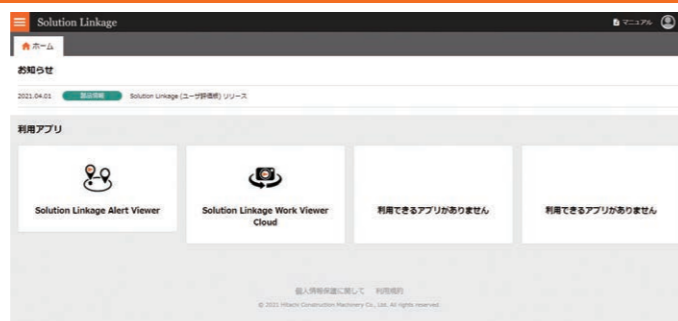 Solution Linkage
マニュアル
ホーム
お知らせ
2021.04.01 製品情報 Solution Linkage (ユーザ評価版) リリース
利用アプリ
Solution Linkage Alert Viewer
Solution Linkage Work Viewer
Cloud
利用できるアプリがありません
利用できるアプリがありません
個人情報保護に関して 利用規約
© 2021 Hitachi Construction Machinery Co., Ltd. All rights reserved.